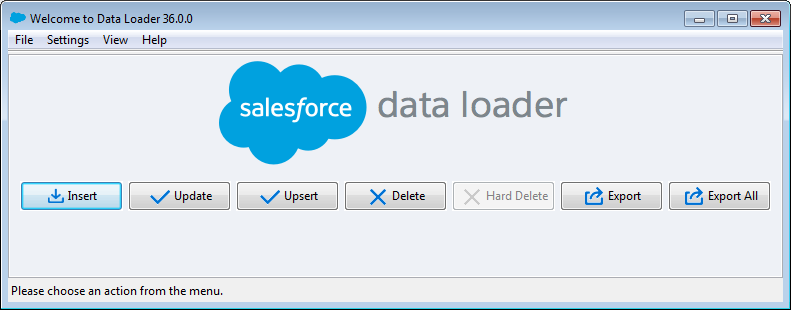 Welcome to Data Loader 36.0.0
File Settings View Help
salesforce data loader
Insert Update Upsert Delete Hard Delete Export Export All
Please choose an action from the menu.